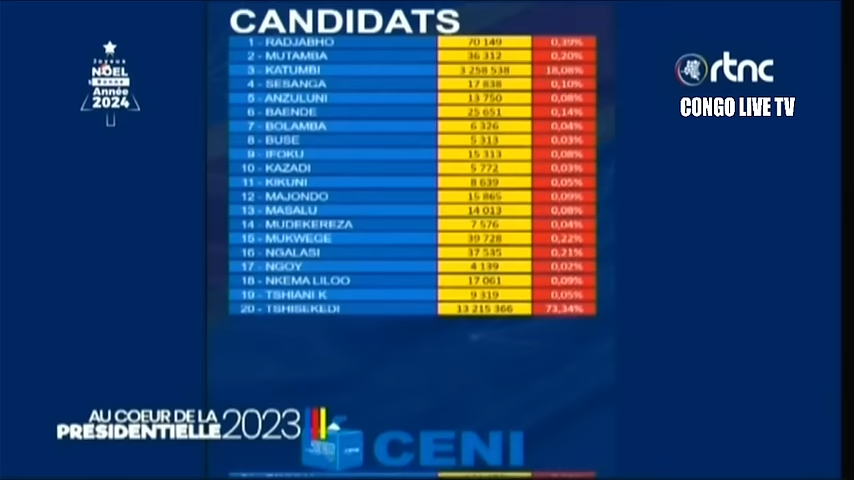 CANDIDATS
1 - RADJABHO 70 149 0,39%
2 - MUTAMBA 36 312 0,20%
3 - KATUMBI 3 258 538 18,08%
4 - SESANGA 17 838 0,10%
5 - ANZULUNI 13 750 0,08%
6 - BAENDE 25 651 0,14%
7 - BOLAMBA 6 326 0,04%
8 - BUSE 5 313 0,03%
9 - IFOKU 15 313 0,08%
10 - KAZADI 5 772 0,03%
11 - KIKUNI 8 639 0,05%
12 - MAJONDO 15 865 0,09%
13 - MASALU 14 013 0,08%
14 - MUDEKEREZA 7 576 0,04%
15 - MUKWEGE 39 728 0,22%
16 - NGALASI 37 535 0,21%
17 - NGOY 4 139 0,02%
18 - NKEMA LILOO 17 061 0,09%
19 - TSHIANI K 9 319 0,05%
20 - TSHISEKEDI 13 215 366 73,34%
Joyeux
NOËL
Bonne
Année
2024
rtnc
CONGO LIVE TV
AU COEUR DE LA
PRÉSIDENTIELLE 2023
CENI